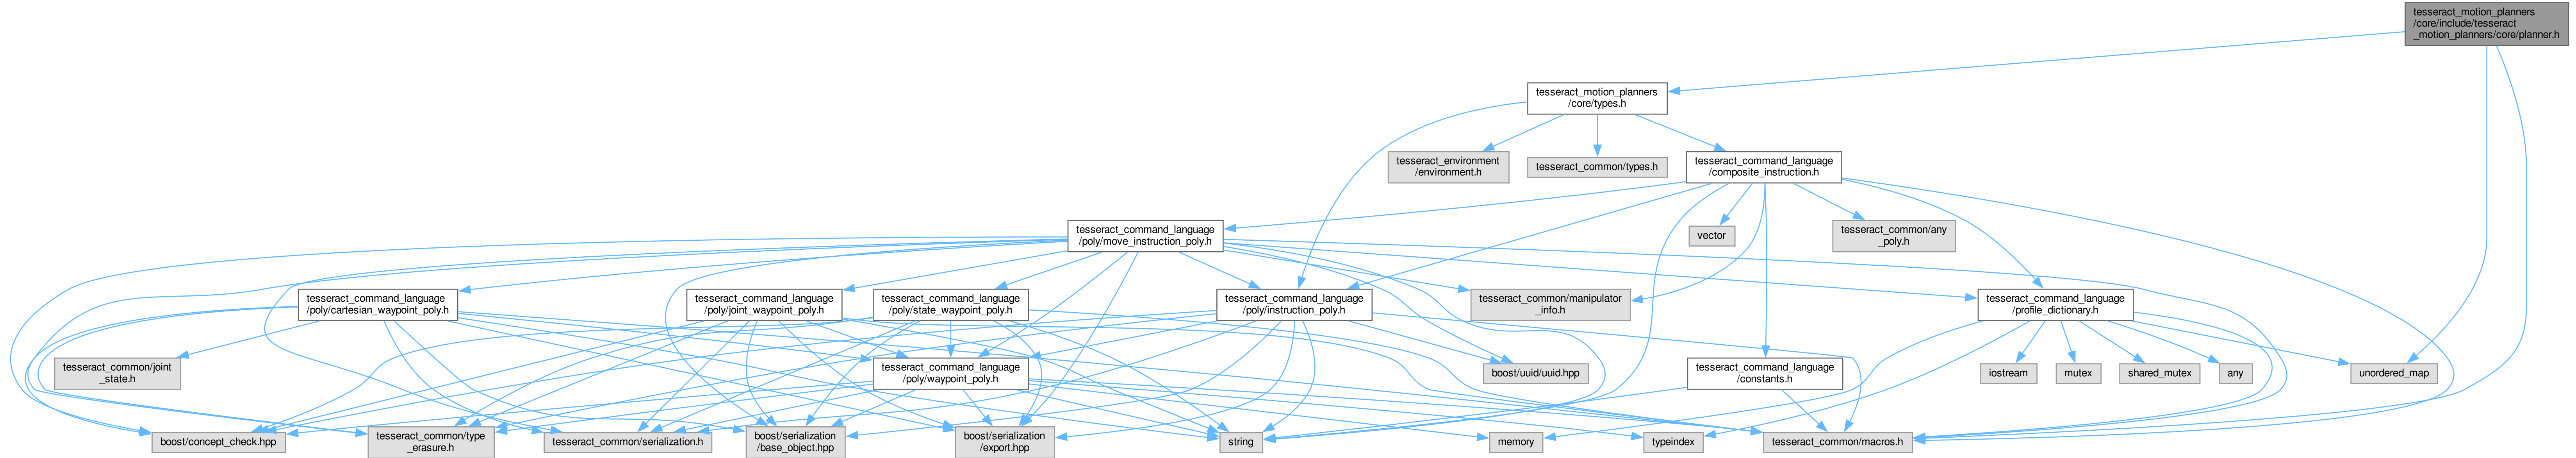 tesseract_motion_planners
/core/include/tesseract
_motion_planners/core/planner.h
tesseract_motion_planners
/core/types.h
tesseract_environment
/environment.h
tesseract_common/types.h
tesseract_command_language
/composite_instruction.h
tesseract_command_language
/poly/move_instruction_poly.h
vector
tesseract_common/any
_poly.h
tesseract_command_language
/poly/cartesian_waypoint_poly.h
tesseract_command_language
/poly/joint_waypoint_poly.h
tesseract_command_language
/poly/state_waypoint_poly.h
tesseract_command_language
/poly/instruction_poly.h
tesseract_common/manipulator
_info.h
tesseract_command_language
/profile_dictionary.h
tesseract_common/joint
_state.h
tesseract_command_language
/poly/waypoint_poly.h
boost/uuid/uuid.hpp
tesseract_command_language
/constants.h
iostream
mutex
shared_mutex
any
unordered_map
boost/concept_check.hpp
tesseract_common/type
_erasure.h
tesseract_common/serialization.h
boost/serialization
/base_object.hpp
boost/serialization
/export.hpp
string
memory
typeindex
tesseract_common/macros.h